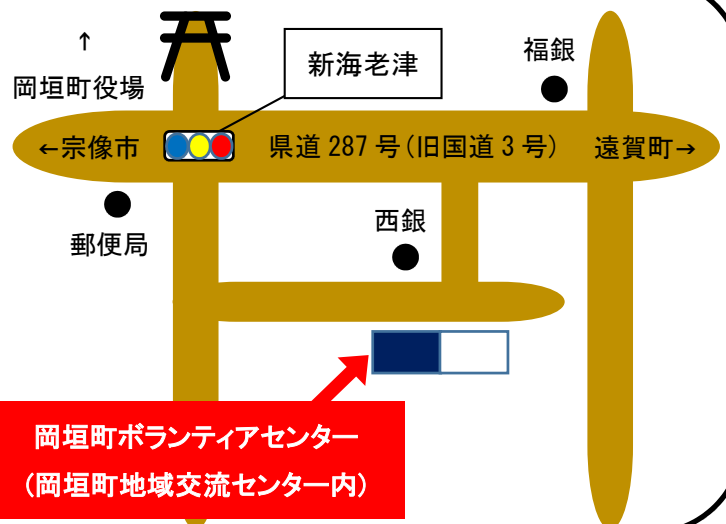 ↑
岡垣町役場
新海老津
福銀
←宗像市
県道 287 号(旧国道 3 号)
遠賀町→
郵便局
西銀
岡垣町ボランティアセンター
(岡垣町地域交流センター内)